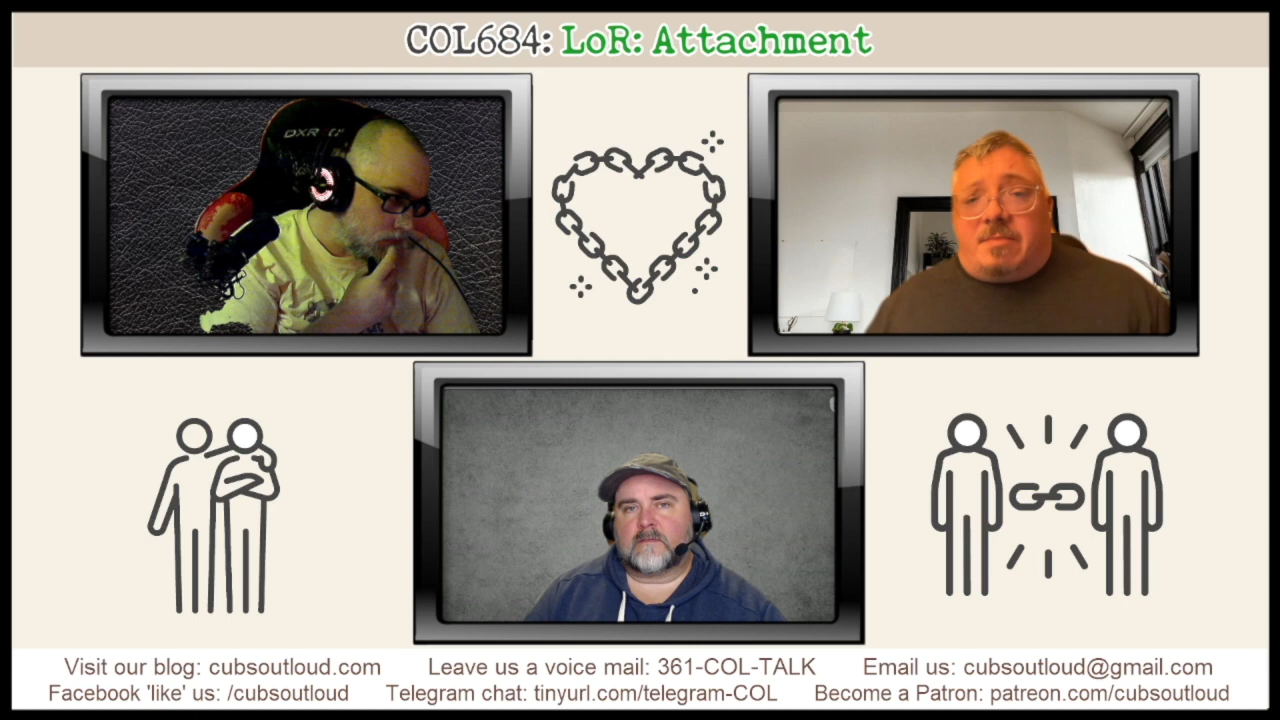 COL684: LoR: Attachment
DXR
Visit our blog: cubsoutloud.com Leave us a voice mail: 361-COL-TALK Email us: cubsoutloud@gmail.com
Facebook 'like' us: /cubsoutloud Telegram chat: tinyurl.com/telegram-COL Become a Patron: patreon.com/cubsoutloud